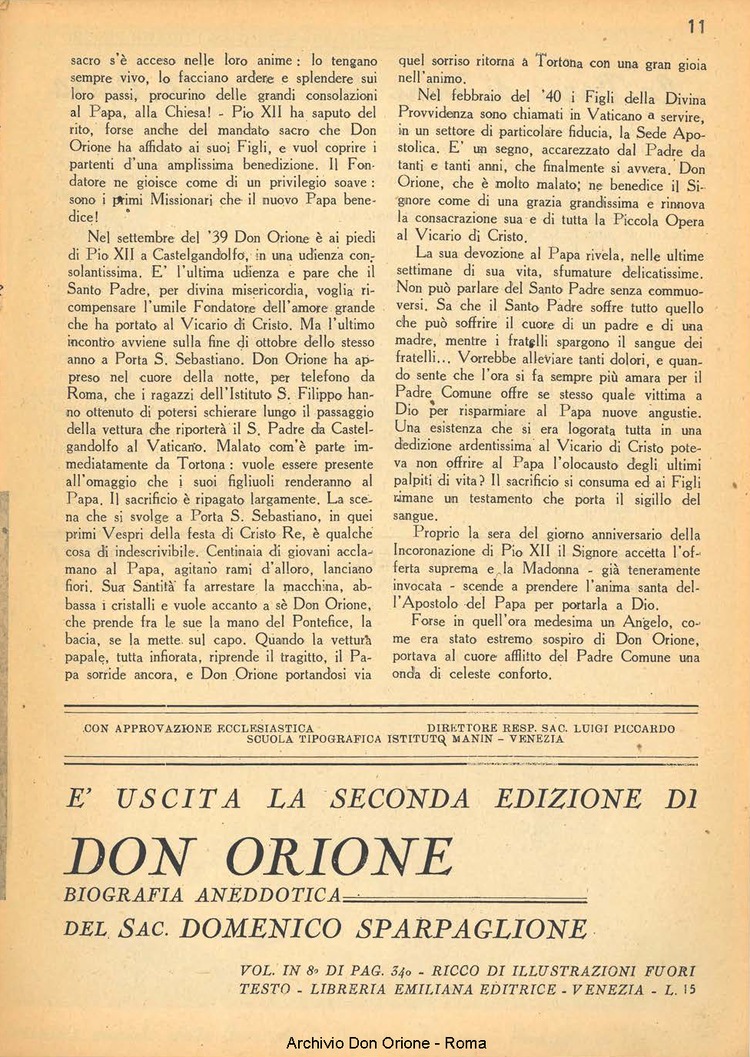 11
sacro s'è acceso nelle loro anime : lo tengano
sempre vivo, lo facciano ardere e splendere sui
loro passi, procurino delle grandi consolazioni
al Papa, alla Chiesa! - Pio XII ha saputo del
rito, forse anche del mandato sacro che Don
Orione ha affidato ai suoi Figli, e vuol coprire i
partenti d'una amplissima benedizione. Il Fon-
datore ne gioisce come di un privilegio soave :
sono i primi Missionari che il nuovo Papa bene-
dice!
Nel settembre del '39 Don Orione è ai piedi
di Pio XII a Castelgandolfo, in una udienza con-
solantissima. E' l'ultima udienza e pare che il
Santo Padre, per divina misericordia, voglia ri-
compensare l'umile Fondatore dell'amore grande
che ha portato al Vicario di Cristo. Ma l'ultimo
incontro avviene sulla fine di ottobre dello stesso
anno a Porta S. Sebastiano. Don Orione ha ap-
preso nel cuore della notte, per telefono da
Roma, che i ragazzi dell'Istituto S. Filippo han-
no ottenuto di potersi schierare lungo il passaggio
della vettura che riporterà il S. Padre da Castel-
gandolfo al Vaticano. Malato com'è parte im-
mediatamente da Tortona : vuole essere presente
all'omaggio che i suoi figliuoli renderanno al
Papa. Il sacrificio è ripagato largamente. La sce-
na che si svolge a Porta S. Sebastiano, in quei
primi Vespri della festa di Cristo Re, è qualche
cosa di indescrivibile. Centinaia di giovani accla-
mano al Papa, agitano rami d'alloro, lanciano
fiori. Sua Santità fa arrestare la macchina, ab-
bassa i cristalli e vuole accanto a sè Don Orione,
che prende fra le sue la mano del Pontefice, la
bacia, se la mette sul capo. Quando la vettura
papale, tutta infiorata, riprende il tragitto, il Pa-
pa sorride ancora, e Don Orione portandosi via
quel sorriso ritorna a Tortona con una gran gioia
nell'animo.
Nel febbraio del '40 i Figli della Divina
Provvidenza sono chiamati in Vaticano a servire,
in un settore di particolare fiducia, la Sede Apo-
stolica. E' un segno, accarezzato dal Padre da
tanti e tanti anni, che finalmente si avvera. Don
Orione, che è molto malato; ne benedice il Si-
gnore come di una grazia grandissima e rinnova
la consacrazione sua e di tutta la Piccola Opera
al Vicario di Cristo.
La sua devozione al Papa rivela, nelle ultime
settimane di sua vita, sfumature delicatissime.
Non può parlare del Santo Padre senza commuo-
versi. Sa che il Santo Padre soffre tutto quello
che può soffrire il cuore di un padre e di una
madre, mentre i fratelli spargono il sangue dei
fratelli... Vorrebbe alleviare tanti dolori, e quan-
do sente che l'ora si fa sempre più amara per il
Padre Comune offre se stesso quale vittima a
Dio per risparmiare al Papa nuove angustie.
Una esistenza che si era logorata tutta in una
dedizione ardentissima al Vicario di Cristo pote-
va non offrire al Papa l'olocausto degli ultimi
palpiti di vita? Il sacrificio si consuma ed ai Figli
rimane un testamento che porta il sigillo del
sangue.
Proprio la sera del giorno anniversario della
Incoronazione di Pio XII il Signore accetta l'of-
ferta suprema e la Madonna - già teneramente
invocata - scende a prendere l'anima santa del-
l'Apostolo del Papa per portarla a Dio.
Forse in quell'ora medesima un Angelo, co-
me era stato estremo sospiro di Don Orione,
portava al cuore afflitto del Padre Comune una
onda di celeste conforto.
CON APPROVAZIONE ECCLESIASTICA DIRETTORE RESP. SAC. LUIGI PICCARDO
SCUOLA TIPOGRAFICA ISTITUTO MANIN - VENEZIA
E' USCITA LA SECONDA EDIZIONE DI
DON ORIONE
BIOGRAFIA ANEDDOTICA
DEL SAC. DOMENICO SPARPAGLIONE
VOL. IN 8º DI PAG. 340 - RICCO DI ILLUSTRAZIONI FUORI
TESTO - LIBRERIA EMILIANA EDITRICE - VENEZIA - L. 15
Archivio Don Orione - Roma